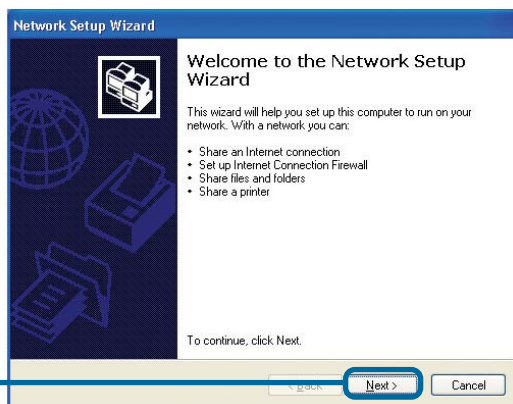 Network Setup Wizard
Welcome to the Network Setup
Wizard
This wizard will help you set up this computer to run on your
network. With a network you can:
• Share an Internet connection
• Set up Internet Connection Firewall
• Share files and folders
• Share a printer
To continue, click Next.
< Back
Next >
Cancel